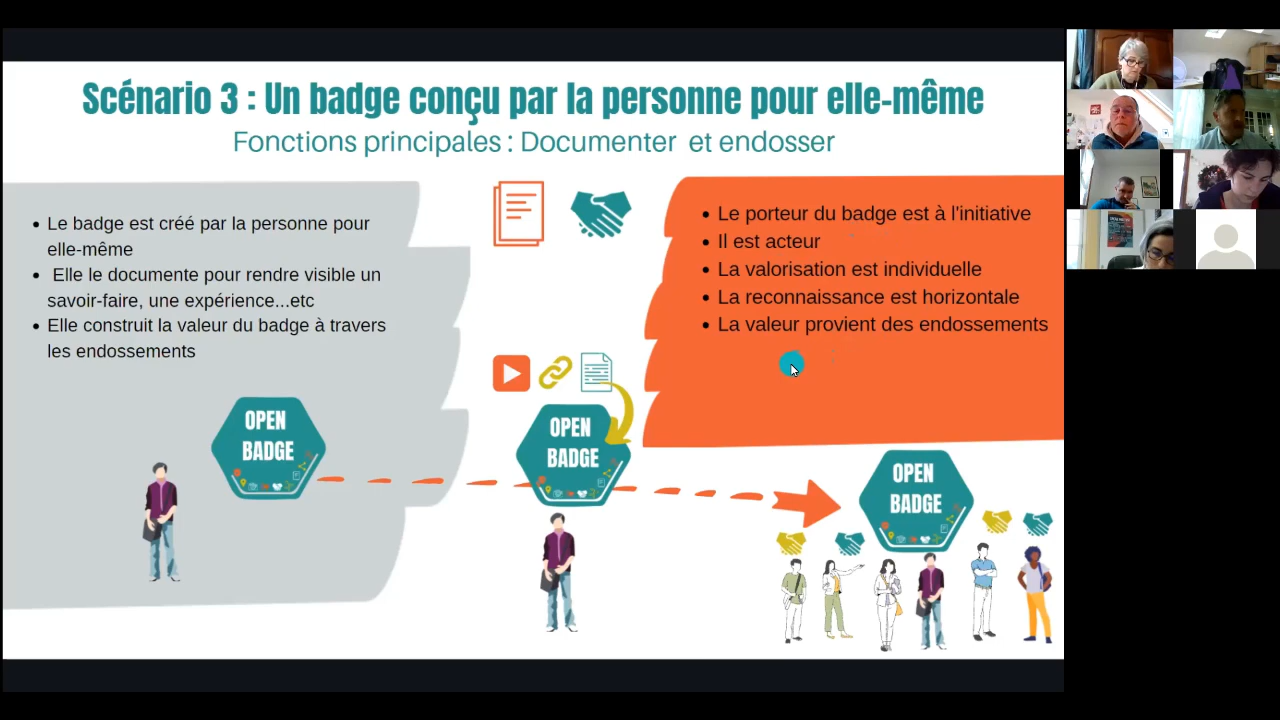 Scénario 3 : Un badge conçu par la personne pour elle-même
Fonctions principales : Documenter et endosser
Le badge est créé par la personne pour
elle-même
Elle le documente pour rendre visible un
savoir-faire, une expérience...etc
Elle construit la valeur du badge à travers
les endossements
Le porteur du badge est à l'initiative
Il est acteur
La valorisation est individuelle
La reconnaissance est horizontale
La valeur provient des endossements
OPEN
BADGE
OPEN
BADGE
OPEN
BADGE